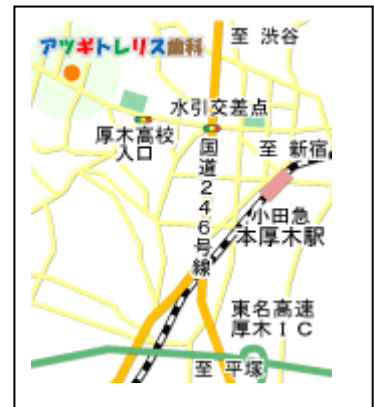 至 渋谷
アツギトレリス歯科
水引交差点
厚木高校
入口
至 新宿
国道246号線
小田急
本厚木駅
東名高速
厚木IC
至 平塚